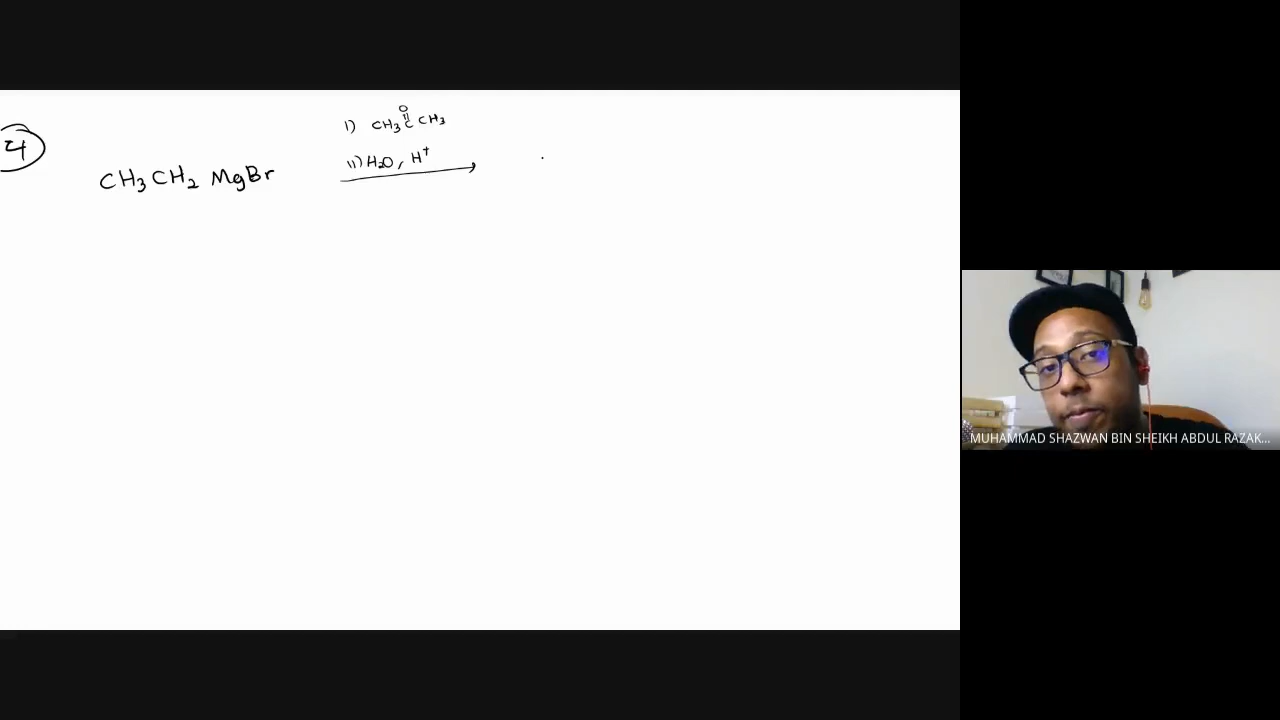 4
I) CH3CCH3
O
II) H2O, H+
CH3CH2 MgBr
MUHAMMAD SHAZWAN BIN SHEIKH ABDUL RAZAK...